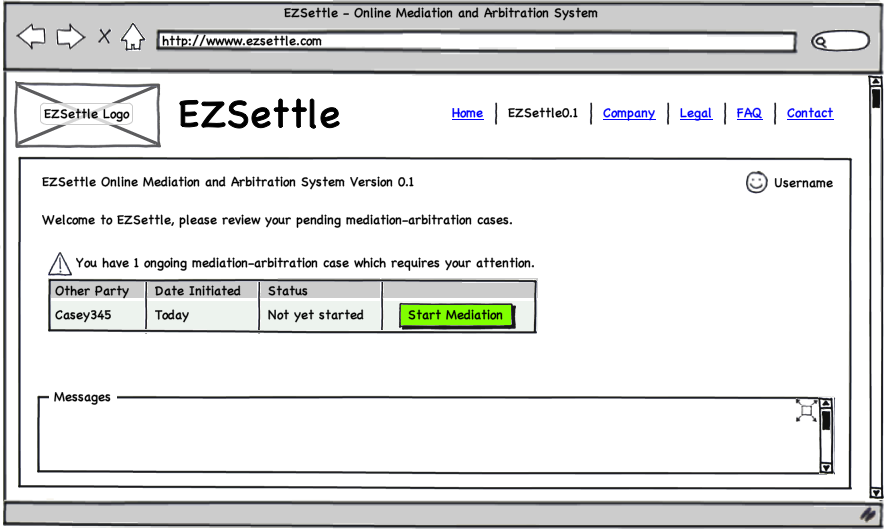 EZSettle - Online Mediation and Arbitration System
http://wwww.ezsettle.com
EZSettle Logo
EZSettle
Home | EZSettle0.1 | Company | Legal | FAQ | Contact
EZSettle Online Mediation and Arbitration System Version 0.1
Username
Welcome to EZSettle, please review your pending mediation-arbitration cases.
You have 1 ongoing mediation-arbitration case which requires your attention.
Other Party Date Initiated Status
Casey345 Today Not yet started Start Mediation
Messages